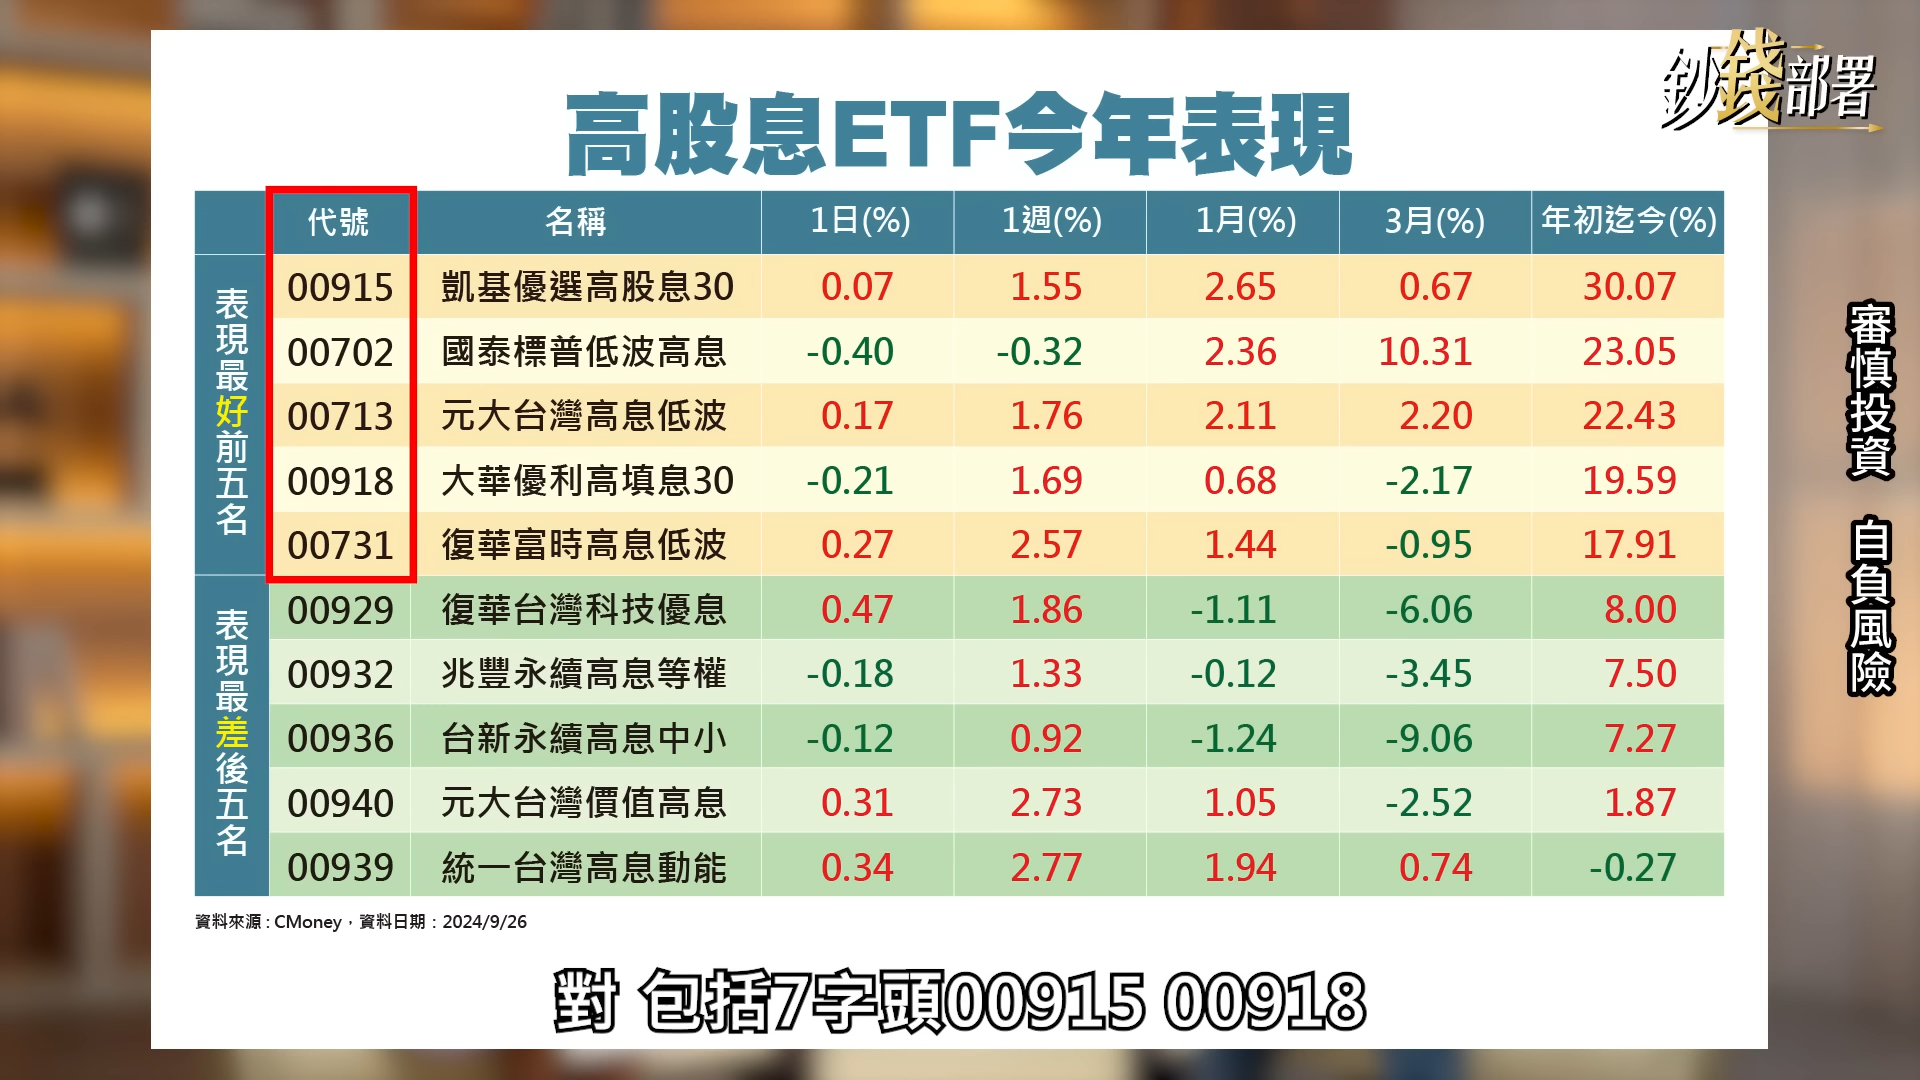 鈔錢部署
高股息ETF今年表現
代號 名稱 1日(%) 1週(%) 1月(%) 3月(%) 年初迄今(%)
表現最好前五名
00915 凱基優選高股息30 0.07 1.55 2.65 0.67 30.07
00702 國泰標普低波高息 -0.40 -0.32 2.36 10.31 23.05
00713 元大台灣高息低波 0.17 1.76 2.11 2.20 22.43
00918 大華優利高填息30 -0.21 1.69 0.68 -2.17 19.59
00731 復華富時高息低波 0.27 2.57 1.44 -0.95 17.91
表現最差後五名
00929 復華台灣科技優息 0.47 1.86 -1.11 -6.06 8.00
00932 兆豐永續高息等權 -0.18 1.33 -0.12 -3.45 7.50
00936 台新永續高息中小 -0.12 0.92 -1.24 -9.06 7.27
00940 元大台灣價值高息 0.31 2.73 1.05 -2.52 1.87
00939 統一台灣高息動能 0.34 2.77 1.94 0.74 -0.27
資料來源：CMoney，資料日期：2024/9/26
審慎投資 自負風險
對 包括7字頭00915 00918